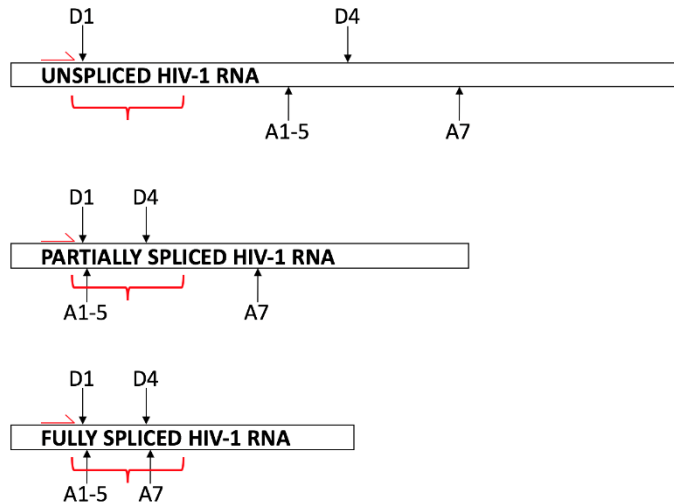 D1 D4
UNSPLICED HIV-1 RNA
A1-5 A7
D1 D4
PARTIALLY SPLICED HIV-1 RNA
A1-5 A7
D1 D4
FULLY SPLICED HIV-1 RNA
A1-5 A7